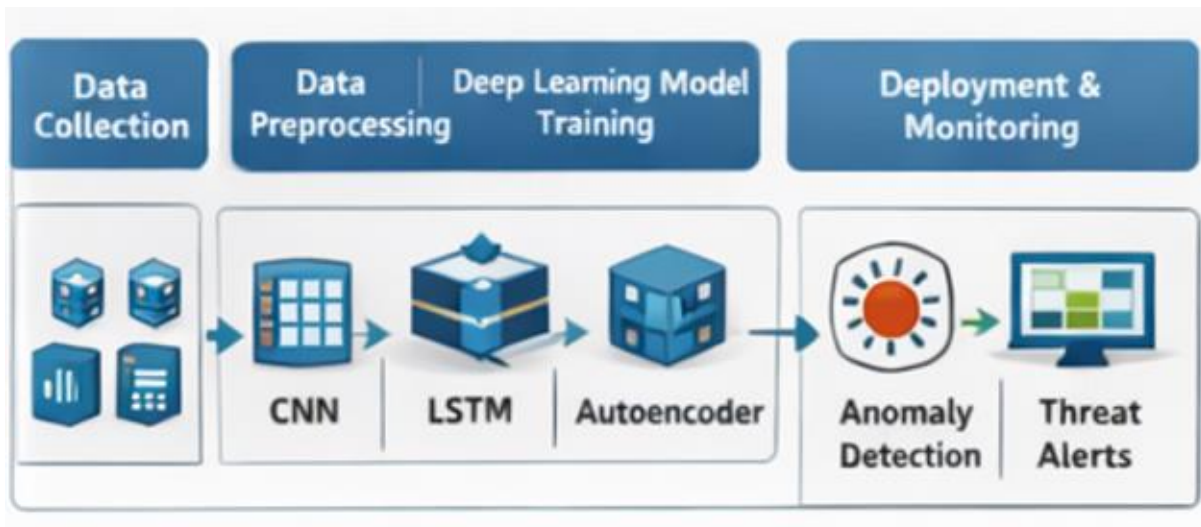 Data
Collection
Data
Preprocessing
Deep Learning Model
Training
Deployment &
Monitoring
CNN
LSTM
Autoencoder
Anomaly
Detection
Threat
Alerts